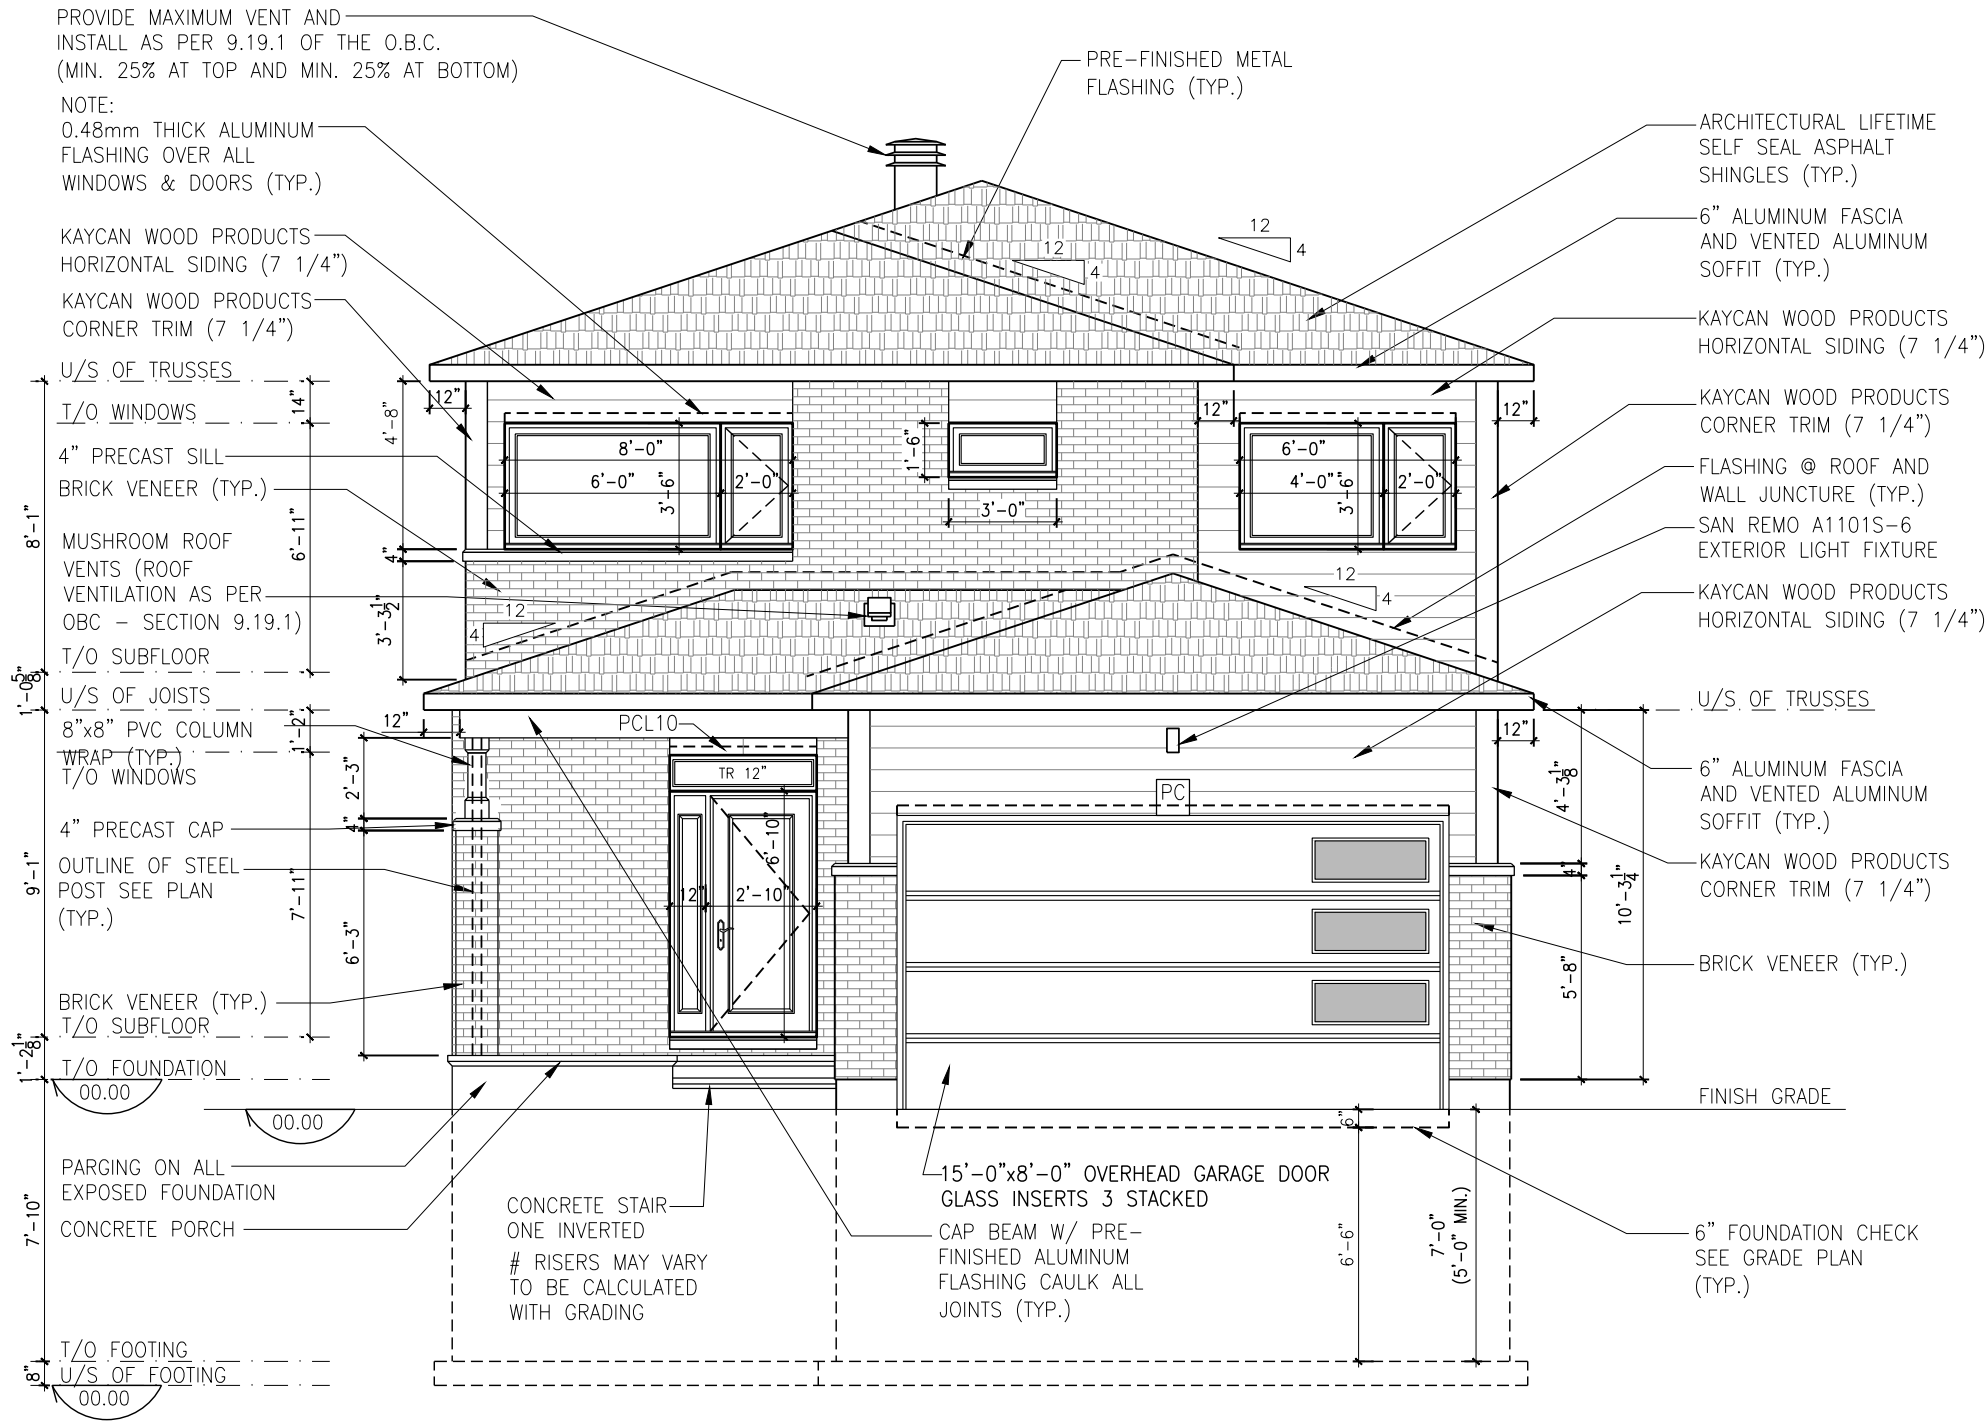 PROVIDE MAXIMUM VENT AND
INSTALL AS PER 9.19.1 OF THE O.B.C.
(MIN. 25% AT TOP AND MIN. 25% AT BOTTOM)
NOTE:
0.48mm THICK ALUMINUM
FLASHING OVER ALL
WINDOWS & DOORS (TYP.)
KAYCAN WOOD PRODUCTS
HORIZONTAL SIDING (7 1/4")
KAYCAN WOOD PRODUCTS
CORNER TRIM (7 1/4")
U/S OF TRUSSES
T/O WINDOWS
4" PRECAST SILL
BRICK VENEER (TYP.)
MUSHROOM ROOF
VENTS (ROOF
VENTILATION AS PER
OBC - SECTION 9.19.1)
T/O SUBFLOOR
U/S OF JOISTS
8"x8" PVC COLUMN
WRAP (TYP.)
T/O WINDOWS
4" PRECAST CAP
OUTLINE OF STEEL
POST SEE PLAN
(TYP.)
BRICK VENEER (TYP.)
T/O SUBFLOOR
T/O FOUNDATION
00.00
00.00
PARGING ON ALL
EXPOSED FOUNDATION
CONCRETE PORCH
T/O FOOTING
U/S OF FOOTING
00.00
8'-1"
1'-0 5/8"
9'-1"
1'-2 1/8"
7'-10"
8"
14"
6'-11"
1'-2"
7'-11"
4'-8"
4"
3'-3 1/2"
2'-3"
4"
6'-3"
12"
12"
12"
12"
12"
12
4
12
4
12
4
12
4
8'-0"
6'-0"
2'-0"
3'-6"
1'-6"
3'-0"
6'-0"
4'-0"
2'-0"
3'-6"
PCL10
TR 12"
6'-10"
12"
2'-10"
PC
4'-3 1/8"
4"
5'-8"
10'-3 1/4"
6"
6'-6"
7'-0"
(5'-0" MIN.)
CONCRETE STAIR
ONE INVERTED
# RISERS MAY VARY
TO BE CALCULATED
WITH GRADING
15'-0"x8'-0" OVERHEAD GARAGE DOOR
GLASS INSERTS 3 STACKED
CAP BEAM W/ PRE-
FINISHED ALUMINUM
FLASHING CAULK ALL
JOINTS (TYP.)
PRE-FINISHED METAL
FLASHING (TYP.)
ARCHITECTURAL LIFETIME
SELF SEAL ASPHALT
SHINGLES (TYP.)
6" ALUMINUM FASCIA
AND VENTED ALUMINUM
SOFFIT (TYP.)
KAYCAN WOOD PRODUCTS
HORIZONTAL SIDING (7 1/4")
KAYCAN WOOD PRODUCTS
CORNER TRIM (7 1/4")
FLASHING @ ROOF AND
WALL JUNCTURE (TYP.)
SAN REMO A1101S-6
EXTERIOR LIGHT FIXTURE
KAYCAN WOOD PRODUCTS
HORIZONTAL SIDING (7 1/4")
U/S OF TRUSSES
6" ALUMINUM FASCIA
AND VENTED ALUMINUM
SOFFIT (TYP.)
KAYCAN WOOD PRODUCTS
CORNER TRIM (7 1/4")
BRICK VENEER (TYP.)
FINISH GRADE
6" FOUNDATION CHECK
SEE GRADE PLAN
(TYP.)